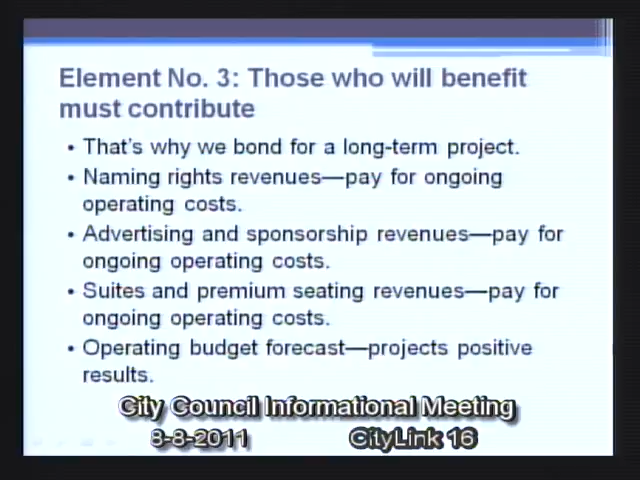 Element No. 3: Those who will benefit
must contribute
• That's why we bond for a long-term project.
• Naming rights revenues—pay for ongoing
operating costs.
• Advertising and sponsorship revenues—pay for
ongoing operating costs.
• Suites and premium seating revenues—pay for
ongoing operating costs.
• Operating budget forecast—projects positive
results.
City Council Informational Meeting
8-8-2011 CityLink 16